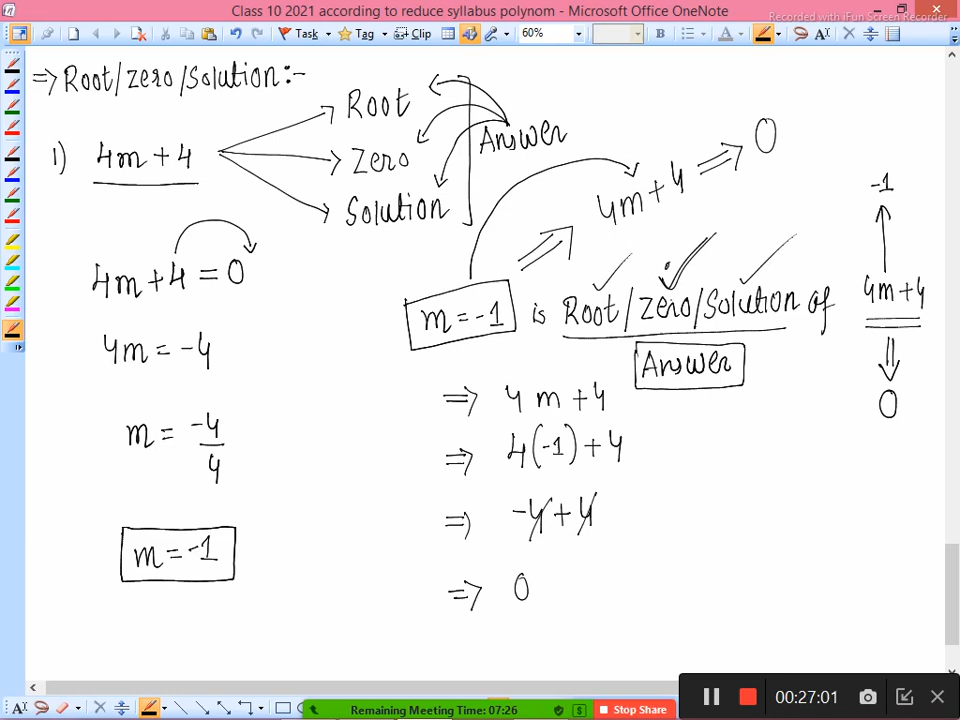 Class 10 2021 according to reduce syllabus polynom - Microsoft Office OneNote
Recorded with iFun Screen Recorder
Task Tag Clip 60% B A A
=> Root/zero/Solution:-
1) 4m + 4
Root
Zero
Solution
Answer
4m + 4 => 0
4m + 4 = 0
4m = -4
m = -4/4
m = -1
m = -1 is Root/zero/Solution of 4m + 4
Answer
-1
0
=> 4 m + 4
=> 4(-1) + 4
=> -4 + 4
=> 0
Remaining Meeting Time: 07:26 Stop Share
00:27:01